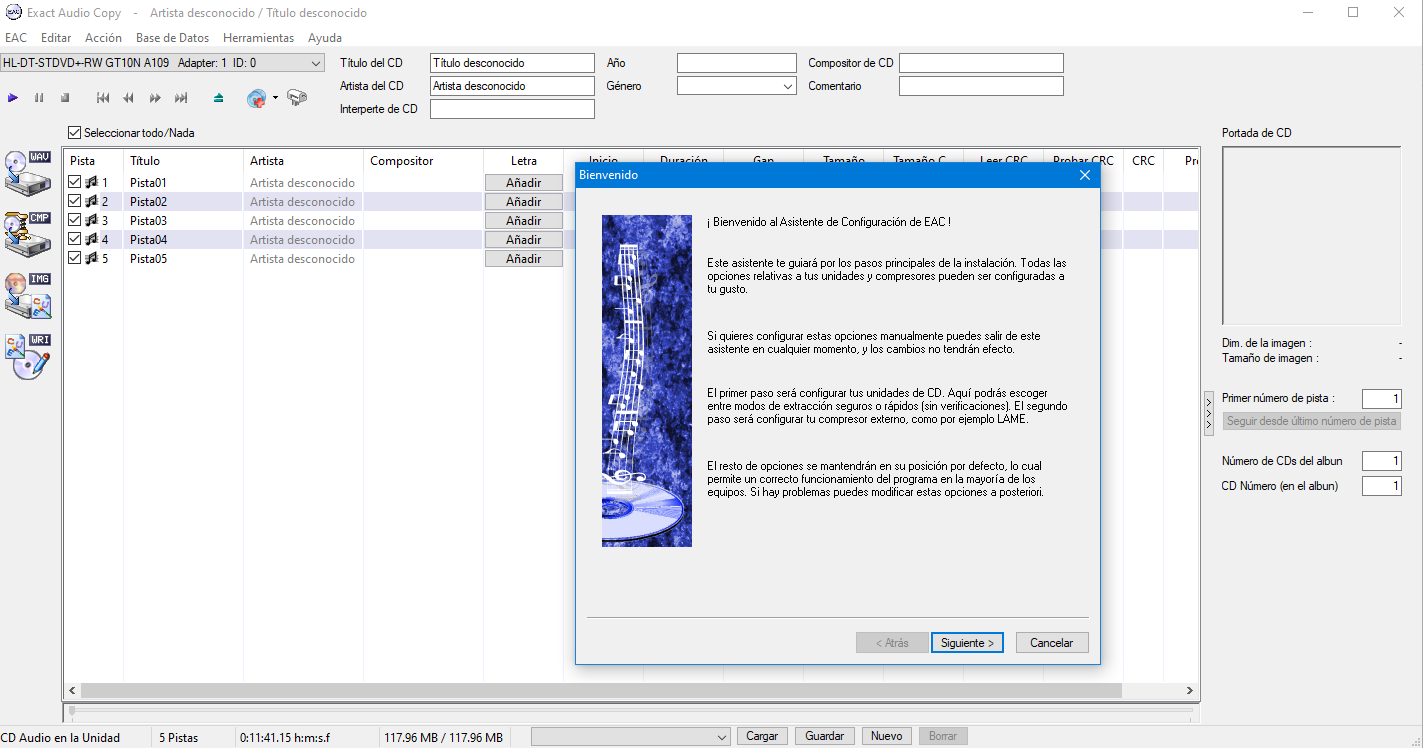 EAC Exact Audio Copy - Artista desconocido / Título desconocido
EAC Editar Acción Base de Datos Herramientas Ayuda
HL-DT-STDVD+-RW GT10N A109 Adapter: 1 ID: 0
Título del CD Título desconocido Año Compositor de CD
Artista del CD Artista desconocido Género Comentario
Interperte de CD
Seleccionar todo/Nada
Portada de CD
Pista Título Artista Compositor Letra Inicio Duración Gap Tamaño Tamaño C. Leer CRC Probar CRC CRC
1 Pista01 Artista desconocido Añadir
2 Pista02 Artista desconocido Añadir
3 Pista03 Artista desconocido Añadir
4 Pista04 Artista desconocido Añadir
5 Pista05 Artista desconocido Añadir
WAV
CMP
IMG
WRI
Bienvenido
¡ Bienvenido al Asistente de Configuración de EAC !
Este asistente te guiará por los pasos principales de la instalación. Todas las
opciones relativas a tus unidades y compresores pueden ser configuradas a
tu gusto.
Si quieres configurar estas opciones manualmente puedes salir de este
asistente en cualquier momento, y los cambios no tendrán efecto.
El primer paso será configurar tus unidades de CD. Aquí podrás escoger
entre modos de extracción seguros o rápidos (sin verificaciones). El segundo
paso será configurar tu compresor externo, como por ejemplo LAME.
El resto de opciones se mantendrán en su posición por defecto, lo cual
permite un correcto funcionamiento del programa en la mayoría de los
equipos. Si hay problemas puedes modificar estas opciones a posteriori.
< Atrás Siguiente > Cancelar
Dim. de la imagen : -
Tamaño de imagen : -
Primer número de pista : 1
Seguir desde último número de pista
Número de CDs del albun 1
CD Número (en el albun) 1
CD Audio en la Unidad 5 Pistas 0:11:41.15 h:m:s.f 117.96 MB / 117.96 MB Cargar Guardar Nuevo Borrar